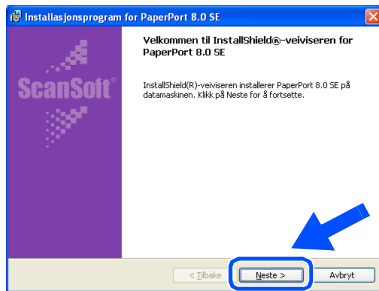 Installasjonsprogram for PaperPort 8.0 SE
Velkommen til InstallShield®-veiviseren for
PaperPort 8.0 SE
ScanSoft®
InstallShield(R)-veiviseren installerer PaperPort 8.0 SE på
datamaskinen. Klikk på Neste for å fortsette.
< Tilbake
Neste >
Avbryt